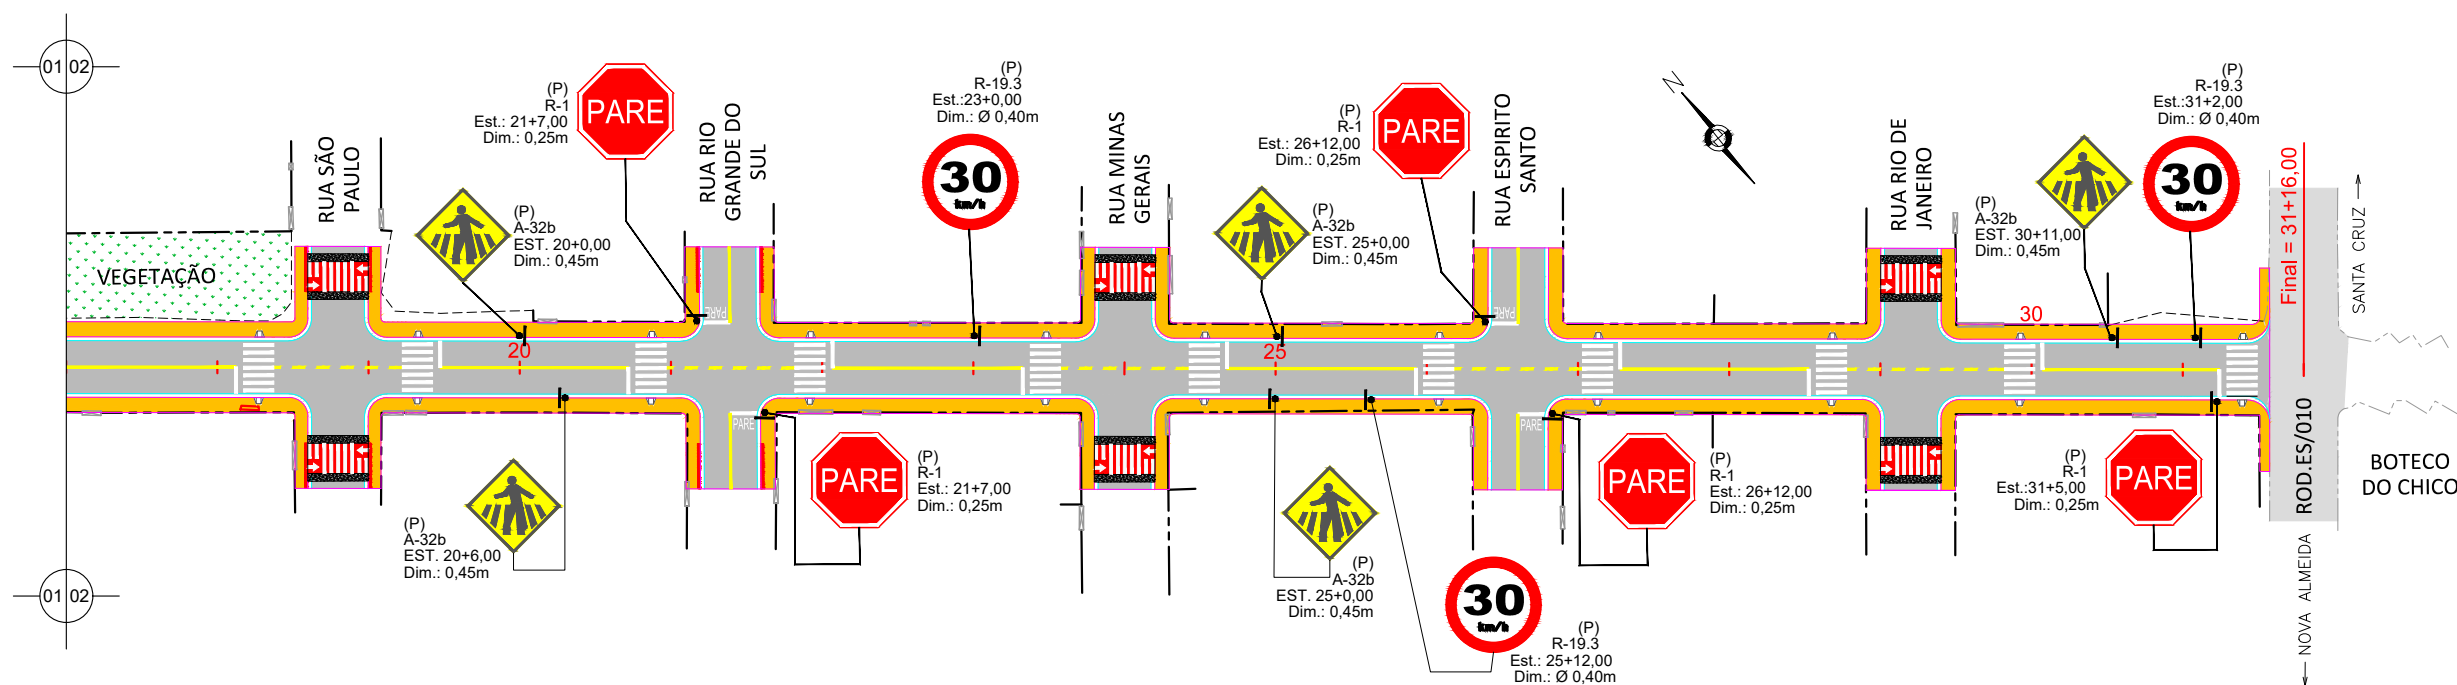 01 02
(P)
R-1
Est.: 21+7,00
Dim.: 0,25m
PARE
(P)
R-19.3
Est.:23+0,00
Dim.: Ø 0,40m
30
km/h
(P)
R-1
Est.: 26+12,00
Dim.: 0,25m
PARE
N
(P)
R-19.3
Est.:31+2,00
Dim.: Ø 0,40m
30
km/h
RUA SÃO
PAULO
RUA RIO
GRANDE DO
SUL
RUA MINAS
GERAIS
RUA ESPIRITO
SANTO
RUA RIO DE
JANEIRO
(P)
A-32b
EST. 20+0,00
Dim.: 0,45m
(P)
A-32b
EST. 25+0,00
Dim.: 0,45m
(P)
A-32b
EST. 30+11,00
Dim.: 0,45m
Final = 31+16,00
SANTA CRUZ
VEGETAÇÃO
PARE
PARE
20
25
30
PARE
PARE
ROD.ES/010
NOVA ALMEIDA
BOTECO
DO CHICO
(P)
A-32b
EST. 20+6,00
Dim.: 0,45m
PARE
(P)
R-1
Est.: 21+7,00
Dim.: 0,25m
(P)
A-32b
EST. 25+0,00
Dim.: 0,45m
30
km/h
(P)
R-19.3
Est.: 25+12,00
Dim.: Ø 0,40m
PARE
(P)
R-1
Est.: 26+12,00
Dim.: 0,25m
(P)
R-1
Est.:31+5,00
Dim.: 0,25m
PARE
01 02